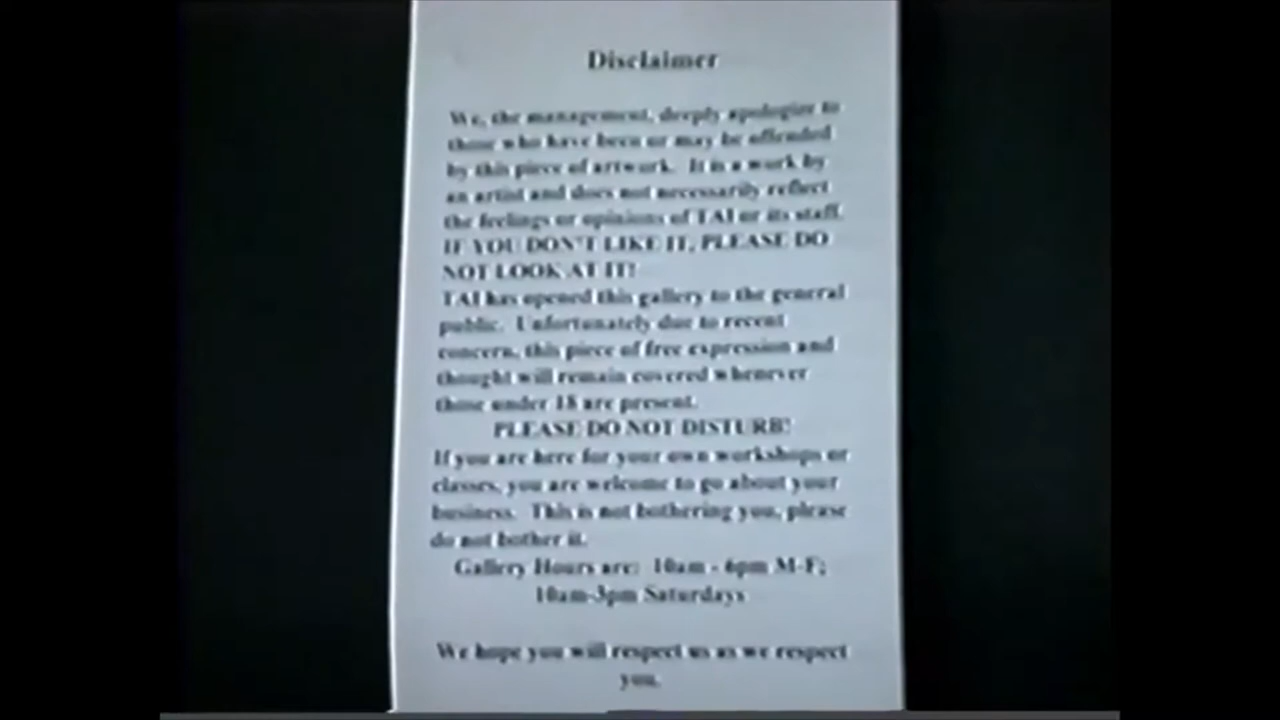 Disclaimer
We, the management, deeply apologize to
those who have been or may be offended
by this piece of artwork. It is a work by
an artist and does not necessarily reflect
the feelings or opinions of TAI or its staff.
IF YOU DON'T LIKE IT, PLEASE DO
NOT LOOK AT IT!
TAI has opened this gallery to the general
public. Unfortunately due to recent
concern, this piece of free expression and
thought will remain covered whenever
those under 18 are present.
PLEASE DO NOT DISTURB!
If you are here for your own workshops or
classes, you are welcome to go about your
business. This is not bothering you, please
do not bother it.
Gallery Hours are: 10am - 6pm M-F;
10am-3pm Saturdays
We hope you will respect us as we respect
you.